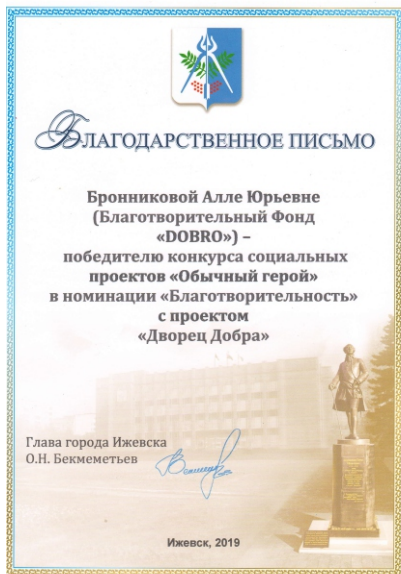 Благодарственное письмо
Бронниковой Алле Юрьевне
(Благотворительный Фонд
«DOBRO») –
победителю конкурса социальных
проектов «Обычный герой»
в номинации «Благотворительность»
с проектом
«Дворец Добра»
Глава города Ижевска
О.Н. Бекмеметьев
Ижевск, 2019